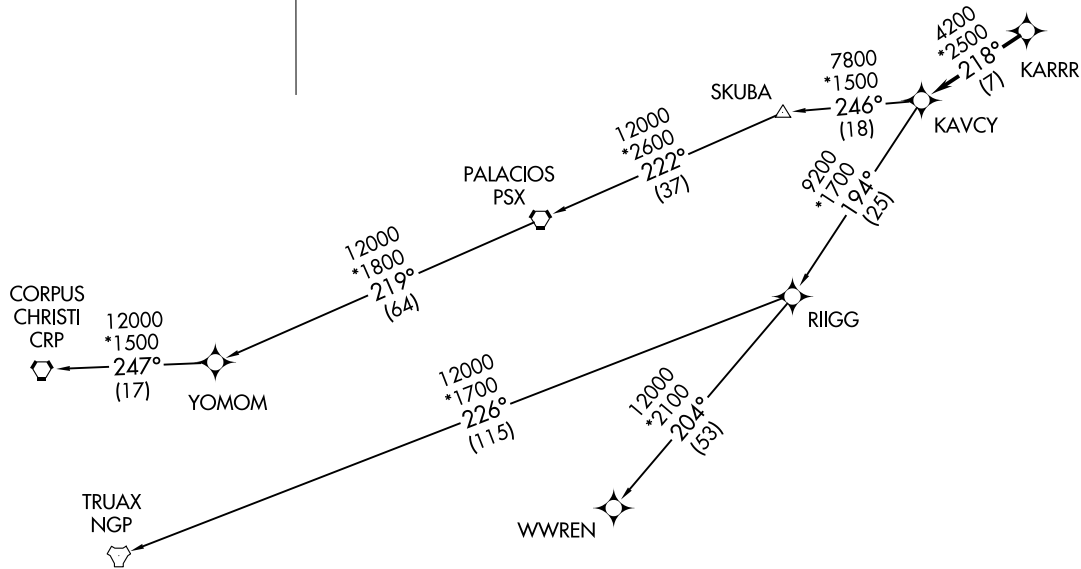 4200
*2500
218°
(7)
KARRR
7800
*1500
246°
(18)
SKUBA
KAVCY
12000
*2600
222°
(37)
9200
*1700
194°
(25)
PALACIOS
PSX
12000
*1800
219°
(64)
CORPUS
CHRISTI
CRP
12000
*1500
247°
(17)
YOMOM
RIIGG
12000
*1700
226°
(115)
12000
*2100
204°
(53)
TRUAX
NGP
WWREN